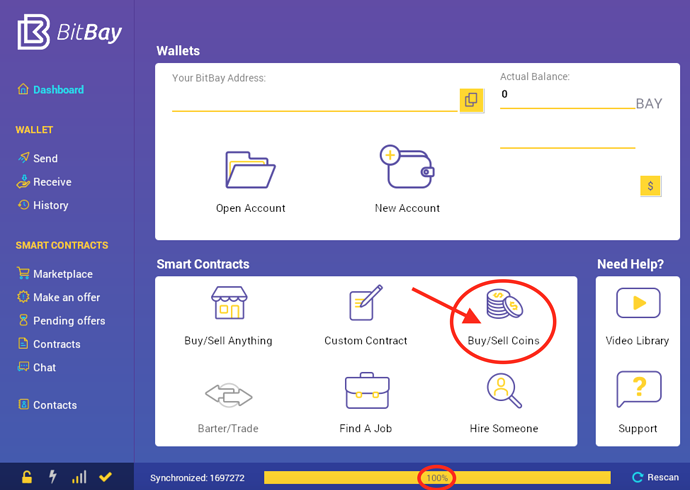 BitBay
Dashboard
WALLET
Send
Receive
History
SMART CONTRACTS
Marketplace
Make an offer
Pending offers
Contracts
Chat
Contacts
Wallets
Your BitBay Address:
Actual Balance:
0
BAY
$
Open Account
New Account
Smart Contracts
Buy/Sell Anything
Custom Contract
Buy/Sell Coins
Barter/Trade
Find A Job
Hire Someone
Need Help?
Video Library
?
Support
Synchronized: 1697272
100%
Rescan